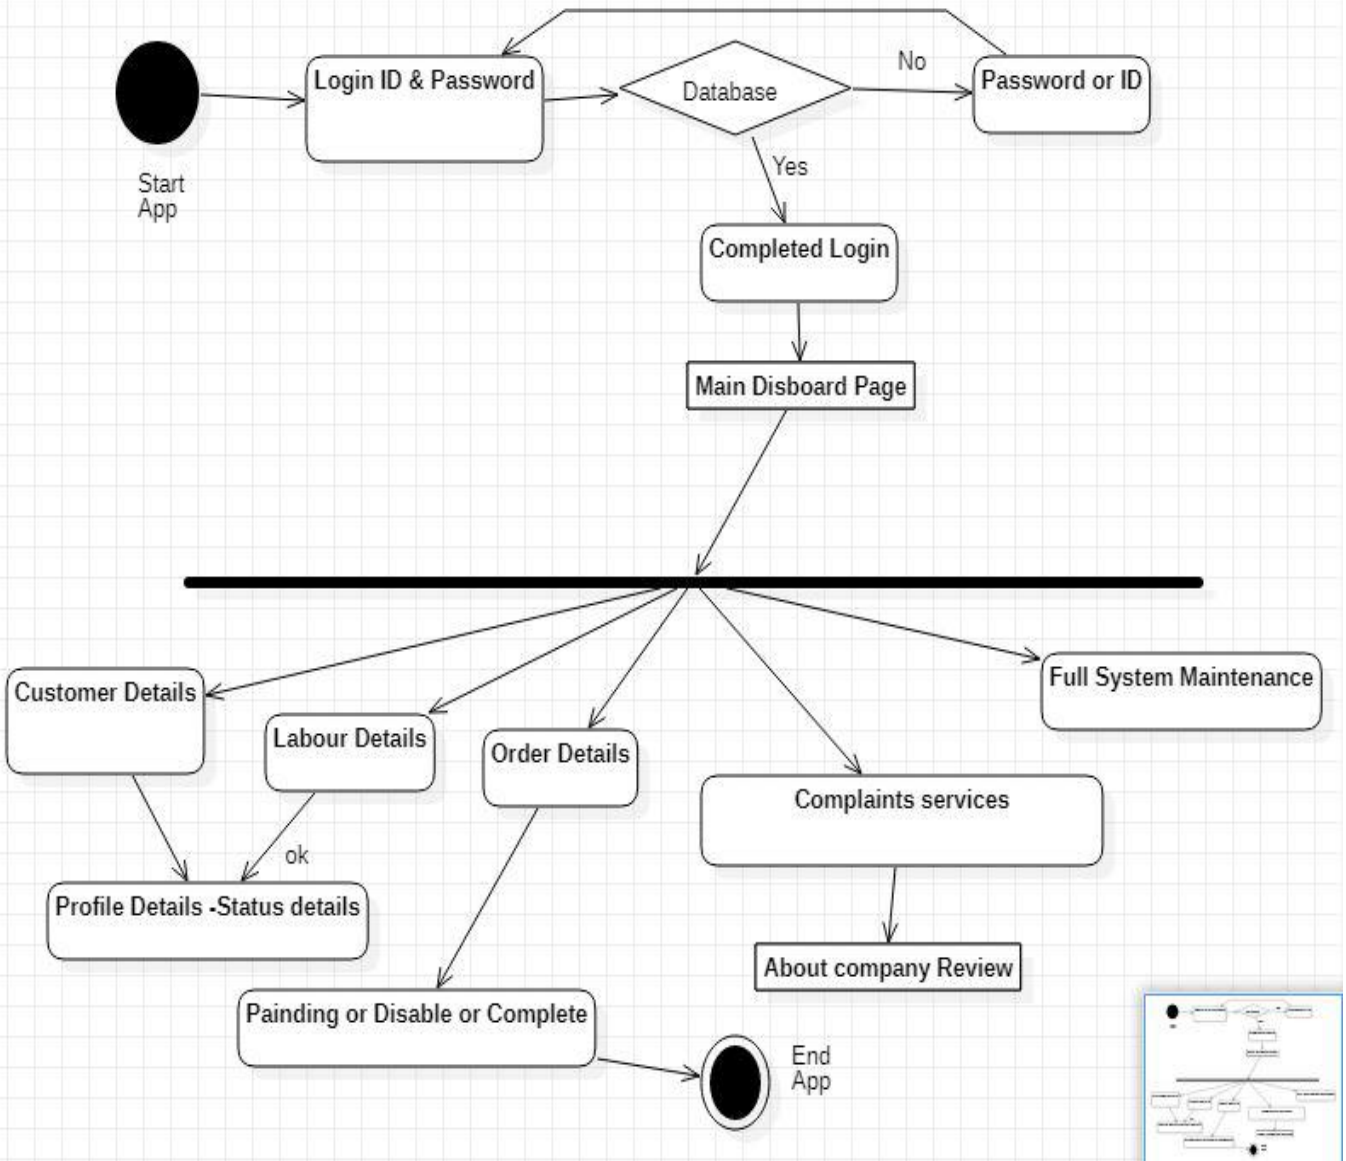 Login ID & Password
Database
No
Password or ID
Start
App
Yes
Completed Login
Main Disboard Page
Customer Details
Labour Details
Order Details
Complaints services
Full System Maintenance
ok
Profile Details -Status details
About company Review
Painding or Disable or Complete
End
App